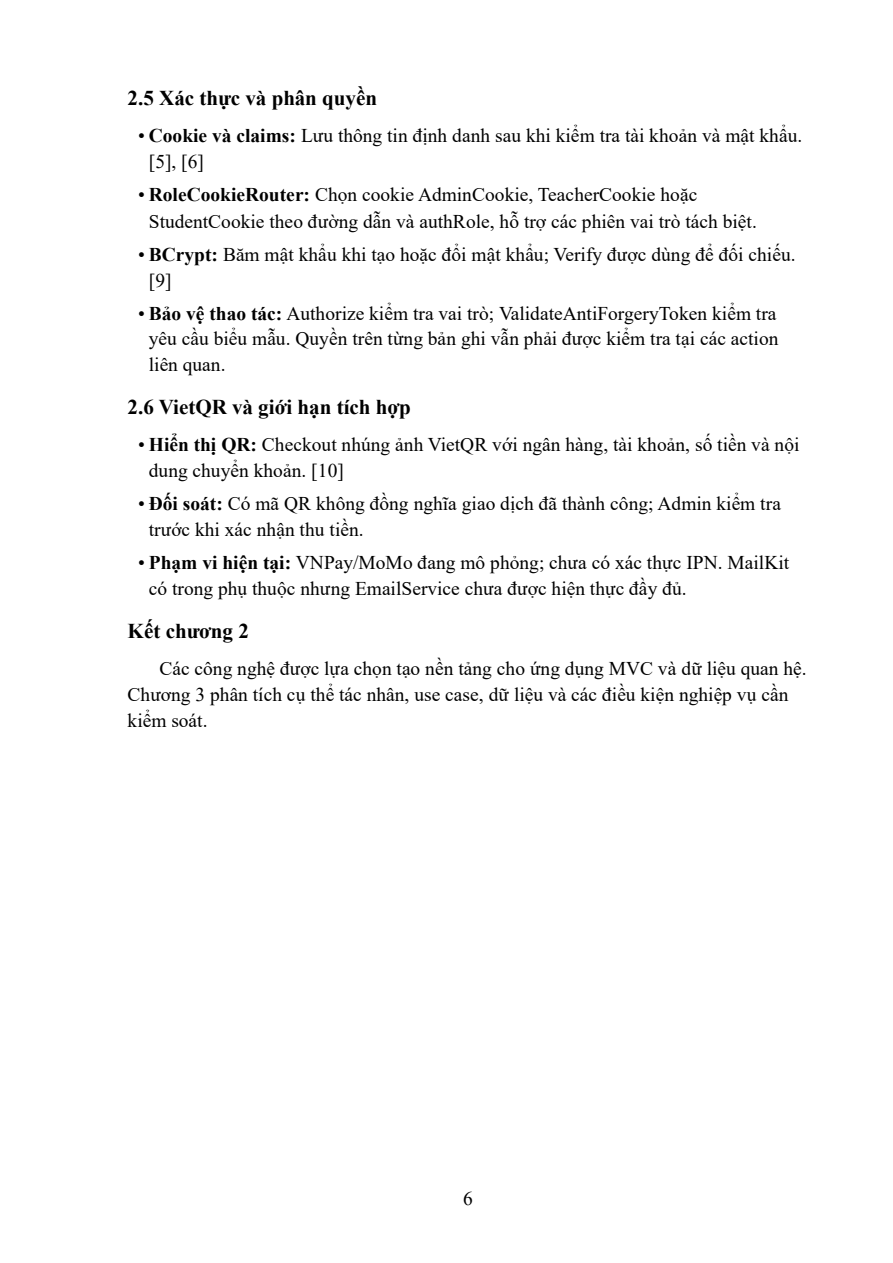 2.5 Xác thực và phân quyền
• Cookie và claims: Lưu thông tin định danh sau khi kiểm tra tài khoản và mật khẩu.
[5], [6]
• RoleCookieRouter: Chọn cookie AdminCookie, TeacherCookie hoặc
StudentCookie theo đường dẫn và authRole, hỗ trợ các phiên vai trò tách biệt.
• BCrypt: Băm mật khẩu khi tạo hoặc đổi mật khẩu; Verify được dùng để đối chiếu.
[9]
• Bảo vệ thao tác: Authorize kiểm tra vai trò; ValidateAntiForgeryToken kiểm tra
yêu cầu biểu mẫu. Quyền trên từng bản ghi vẫn phải được kiểm tra tại các action
liên quan.
2.6 VietQR và giới hạn tích hợp
• Hiển thị QR: Checkout nhúng ảnh VietQR với ngân hàng, tài khoản, số tiền và nội
dung chuyển khoản. [10]
• Đối soát: Có mã QR không đồng nghĩa giao dịch đã thành công; Admin kiểm tra
trước khi xác nhận thu tiền.
• Phạm vi hiện tại: VNPay/MoMo đang mô phỏng; chưa có xác thực IPN. MailKit
có trong phụ thuộc nhưng EmailService chưa được hiện thực đầy đủ.
Kết chương 2
Các công nghệ được lựa chọn tạo nền tảng cho ứng dụng MVC và dữ liệu quan hệ.
Chương 3 phân tích cụ thể tác nhân, use case, dữ liệu và các điều kiện nghiệp vụ cần
kiểm soát.
6